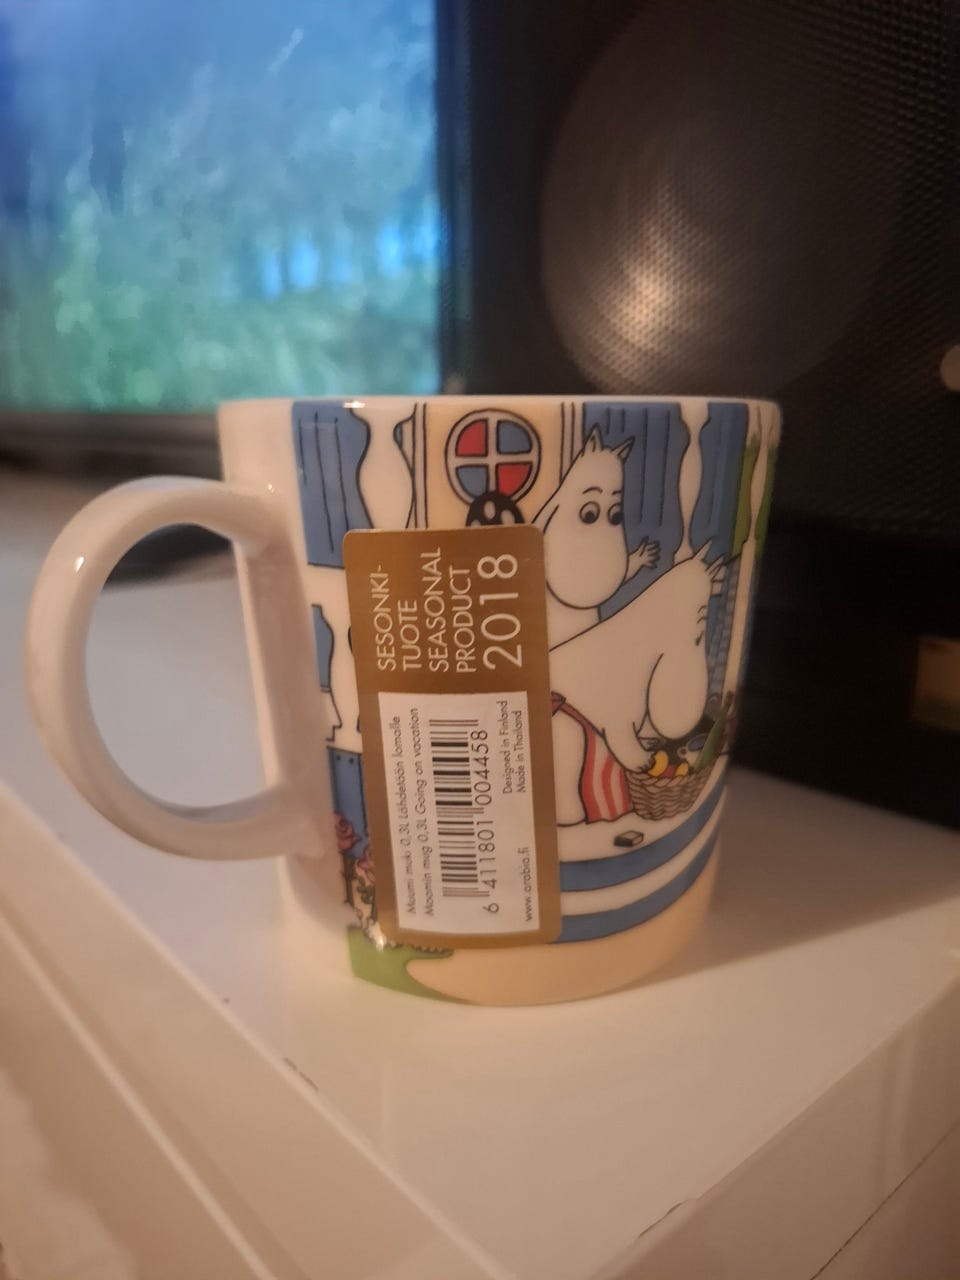 SESONKI-
TUOTE
SEASONAL
PRODUCT
2018
Muumi muki 0,3L Lähdetään lomalle
Moomin mug 0,3L Going on vacation
6 411801 004458
Designed in Finland
Made in Thailand
www.arabia.fi